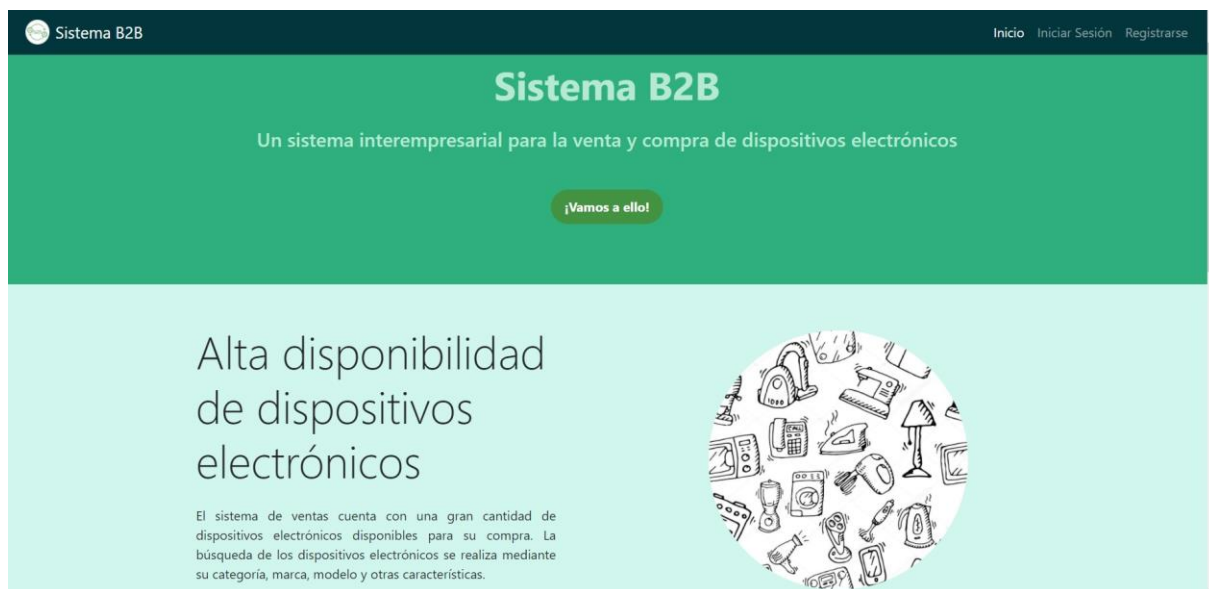 Sistema B2B
Inicio Iniciar Sesión Registrarse
Sistema B2B
Un sistema interempresarial para la venta y compra de dispositivos electrónicos
¡Vamos a ello!
Alta disponibilidad
de dispositivos
electrónicos
El sistema de ventas cuenta con una gran cantidad de
dispositivos electrónicos disponibles para su compra. La
búsqueda de los dispositivos electrónicos se realiza mediante
su categoría, marca, modelo y otras características.